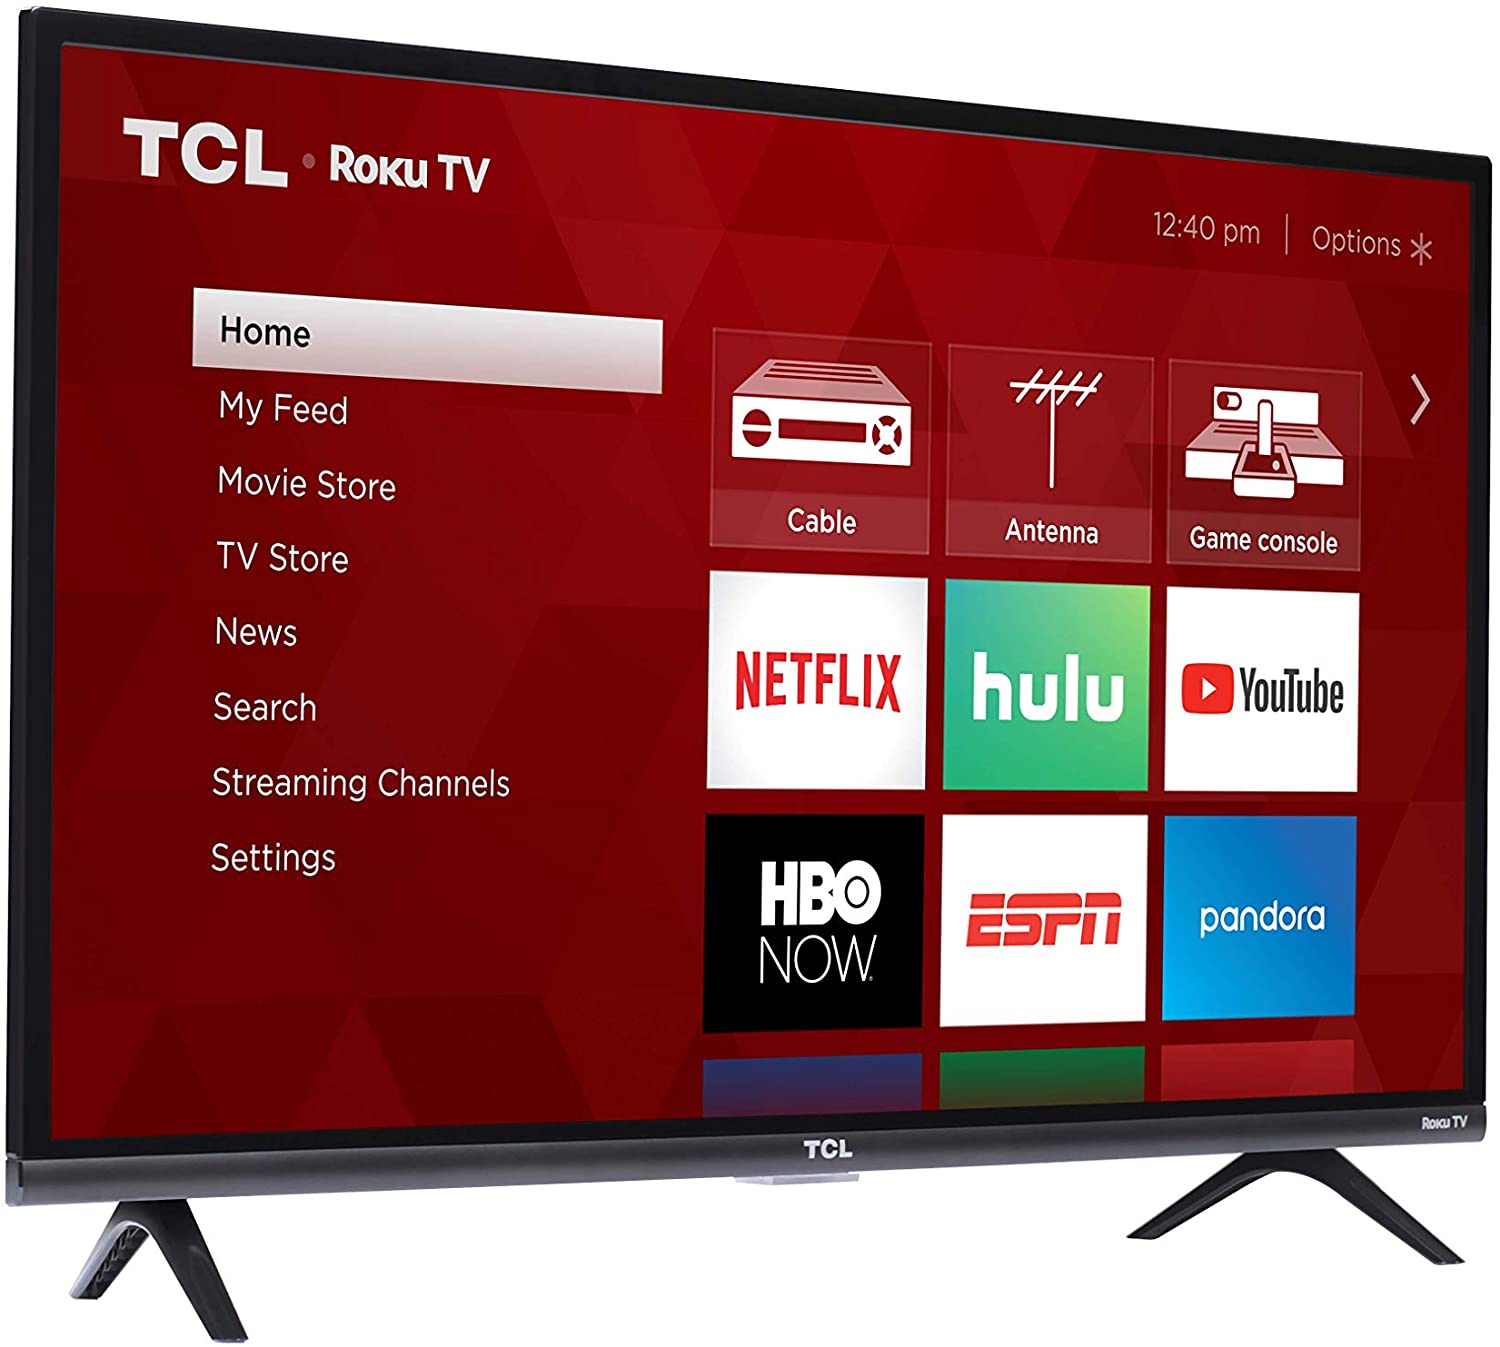 TCL • Roku TV
12:40 pm | Options *
Home
My Feed
Movie Store
TV Store
News
Search
Streaming Channels
Settings
Cable
Antenna
Game console
NETFLIX
hulu
YouTube
HBO
NOW.
ESPN
pandora
TCL
Roku TV